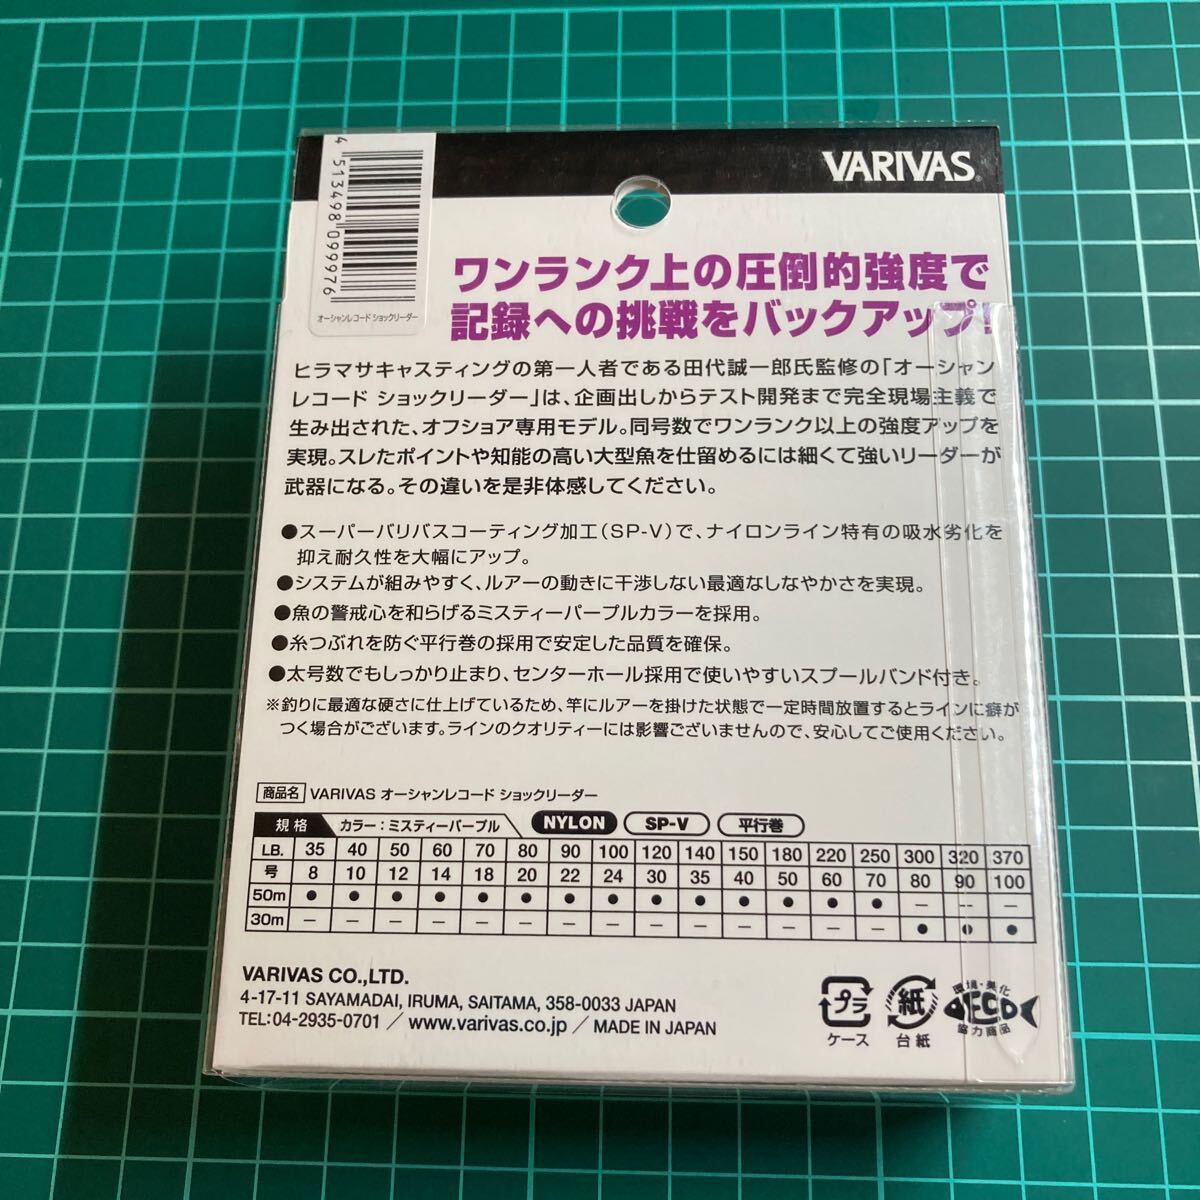 VARIVAS
4 513498 099976
オーシャンレコード ショックリーダー
ワンランク上の圧倒的強度で
記録への挑戦をバックアップ!
ヒラマサキャスティングの第一人者である田代誠一郎氏監修の「オーシャン
レコード ショックリーダー」は、企画出しからテスト開発まで完全現場主義で
生み出された、オフショア専用モデル。同号数でワンランク以上の強度アップを
実現。スレたポイントや知能の高い大型魚を仕留めるには細くて強いリーダーが
武器になる。その違いを是非体感してください。
●スーパーバリバスコーティング加工(SP-V)で、ナイロンライン特有の吸水劣化を
抑え耐久性を大幅にアップ。
●システムが組みやすく、ルアーの動きに干渉しない最適なしなやかさを実現。
●魚の警戒心を和らげるミスティーパープルカラーを採用。
●糸つぶれを防ぐ平行巻の採用で安定した品質を確保。
●太号数でもしっかり止まり、センターホール採用で使いやすいスプールバンド付き。
※釣りに最適な硬さに仕上げているため、竿にルアーを掛けた状態で一定時間放置するとラインに癖が
つく場合がございます。ラインのクオリティーには影響ございませんので、安心してご使用ください。
商品名 VARIVAS オーシャンレコード ショックリーダー
規格 カラー:ミスティーパープル NYLON SP-V 平行巻
LB. 35 40 50 60 70 80 90 100 120 140 150 180 220 250 300 320 370
号 8 10 12 14 18 20 22 24 30 35 40 50 60 70 80 90 100
50m ● ● ● ● ● ● ● ● ● ● ● ● ● ● － － －
30m － － － － － － － － － － － － － － ● ● ●
VARIVAS CO.,LTD.
4-17-11 SAYAMADAI, IRUMA, SAITAMA, 358-0033 JAPAN
TEL:04-2935-0701 / www.varivas.co.jp / MADE IN JAPAN
プラ
ケース
紙
台紙
環境・美化
ECO
協力商品